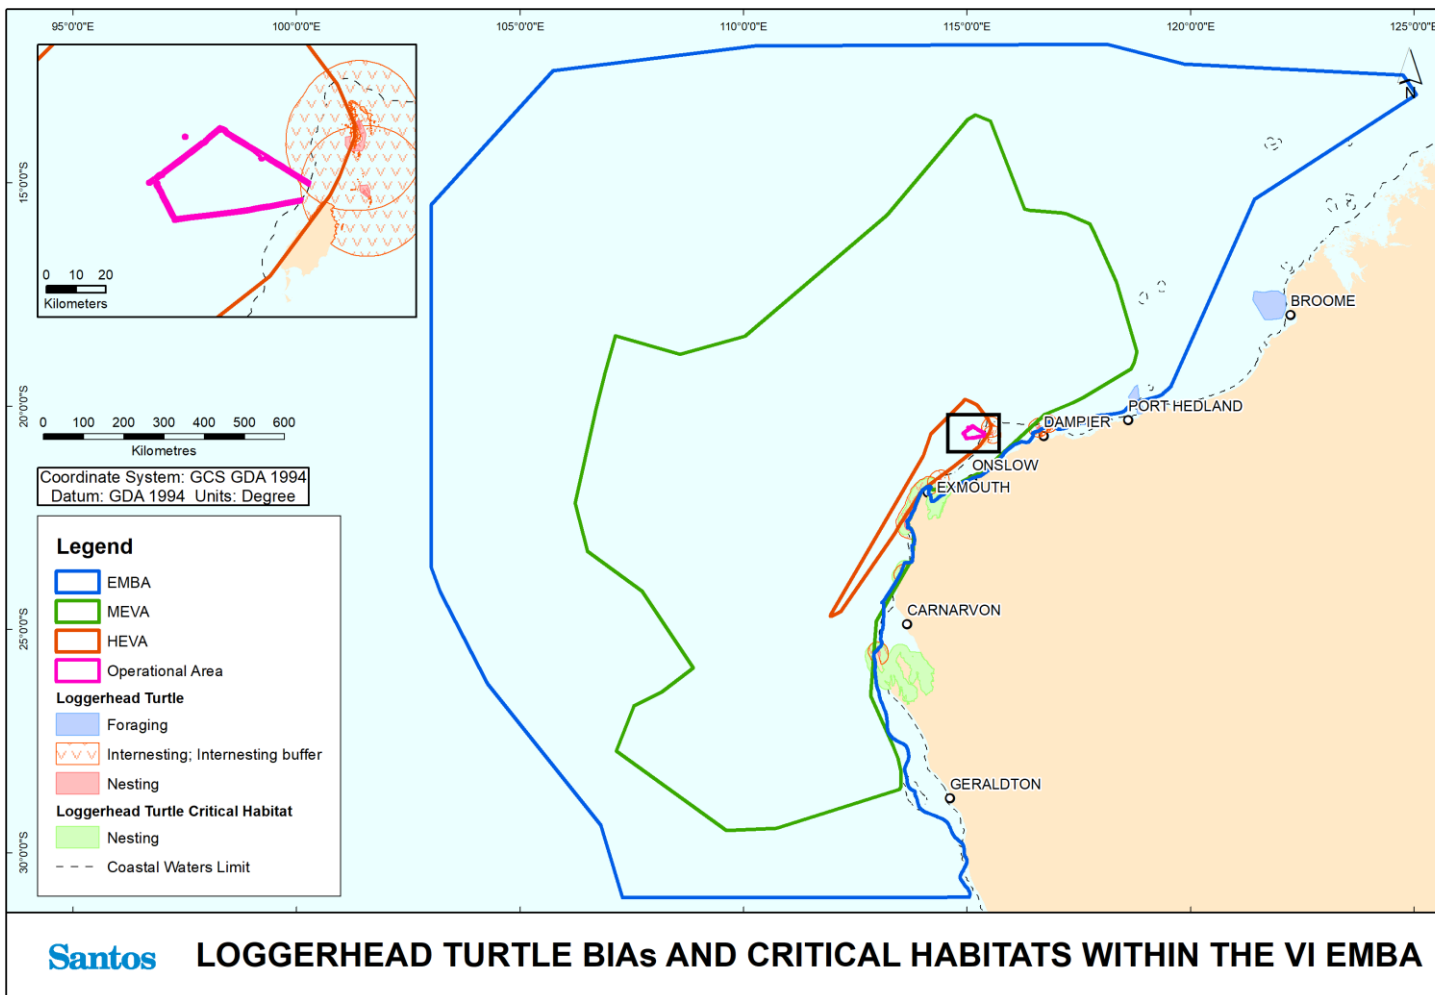 95°0'0"E
100°0'0"E
105°0'0"E
110°0'0"E
115°0'0"E
120°0'0"E
125°0'0"E
15°0'0"S
20°0'0"S
25°0'0"S
30°0'0"S
0 10 20
Kilometers
0 100 200 300 400 500 600
Kilometres
Coordinate System: GCS GDA 1994
Datum: GDA 1994 Units: Degree
Legend
EMBA
MEVA
HEVA
Operational Area
Loggerhead Turtle
Foraging
Internesting; Internesting buffer
Nesting
Loggerhead Turtle Critical Habitat
Nesting
Coastal Waters Limit
N
BROOME
PORT HEDLAND
DAMPIER
ONSLOW
EXMOUTH
CARNARVON
GERALDTON
Santos
LOGGERHEAD TURTLE BIAs AND CRITICAL HABITATS WITHIN THE VI EMBA